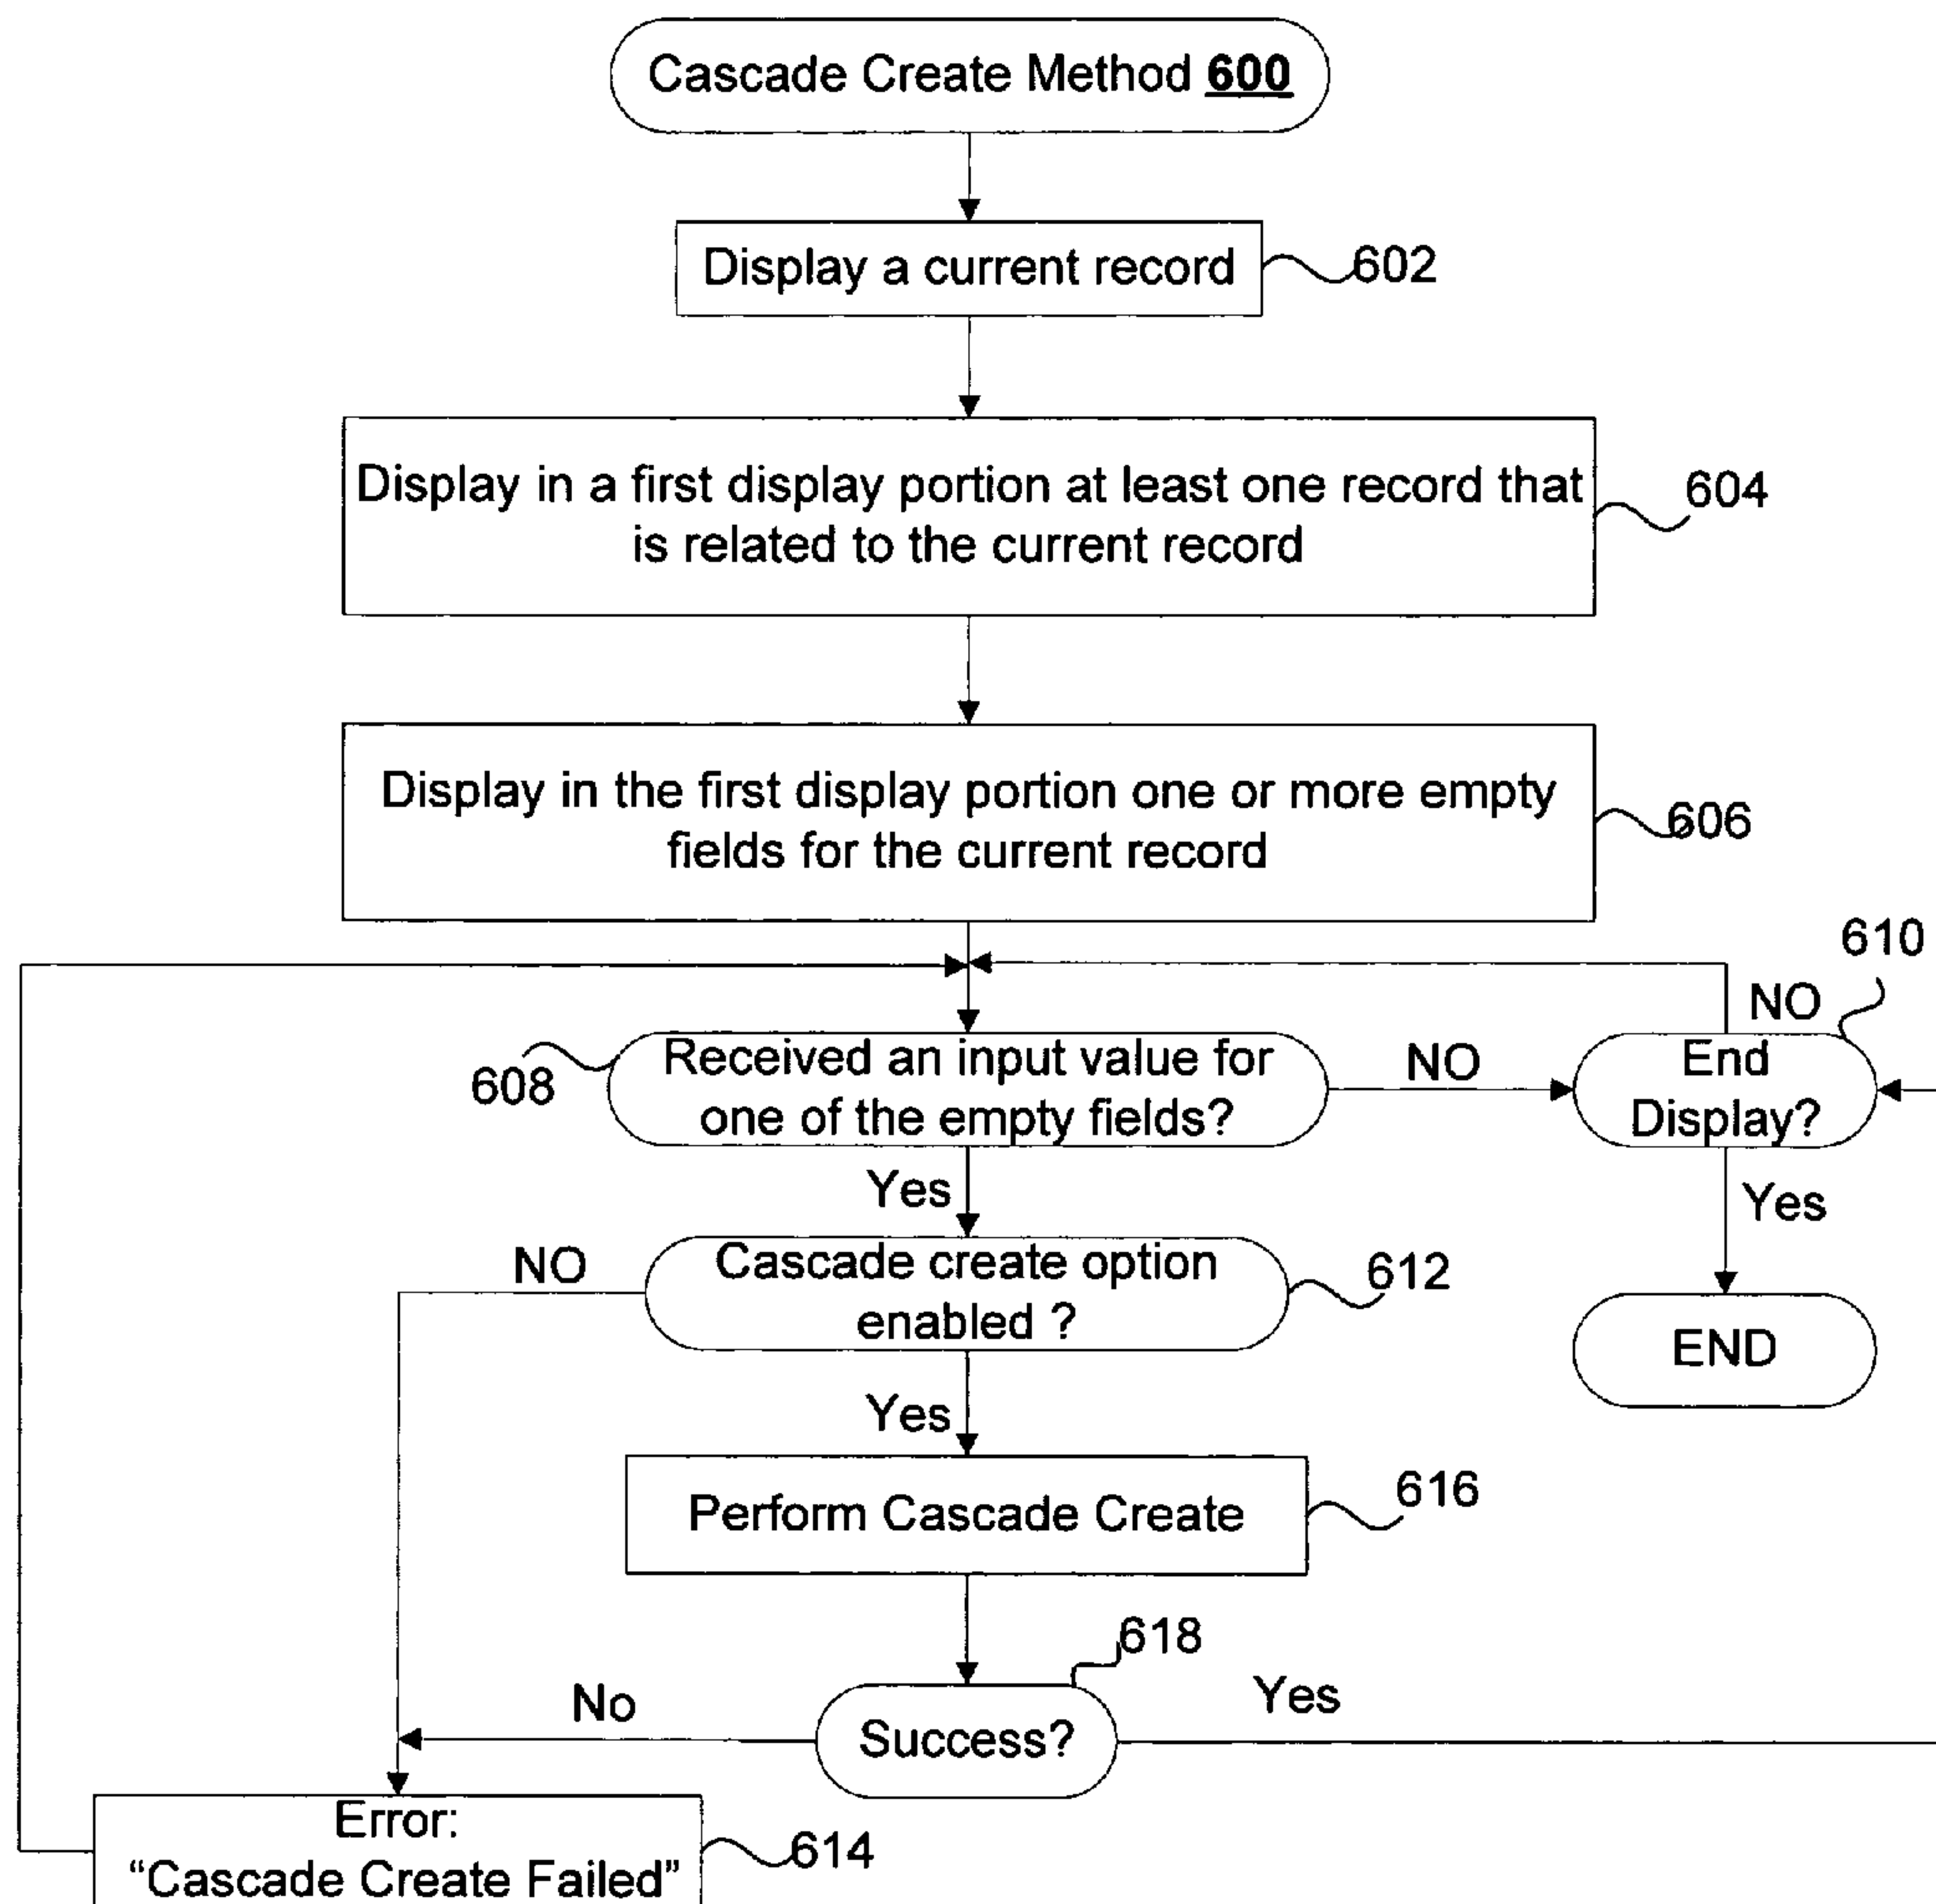 Cascade Create Method 600
Display a current record
602
Display in a first display portion at least one record that
is related to the current record
604
Display in the first display portion one or more empty
fields for the current record
606
610
NO
608
Received an input value for
one of the empty fields?
NO
End
Display?
Yes
Yes
NO
Cascade create option
enabled ?
612
END
Yes
Perform Cascade Create
616
618
No
Success?
Yes
Error:
“Cascade Create Failed”
614